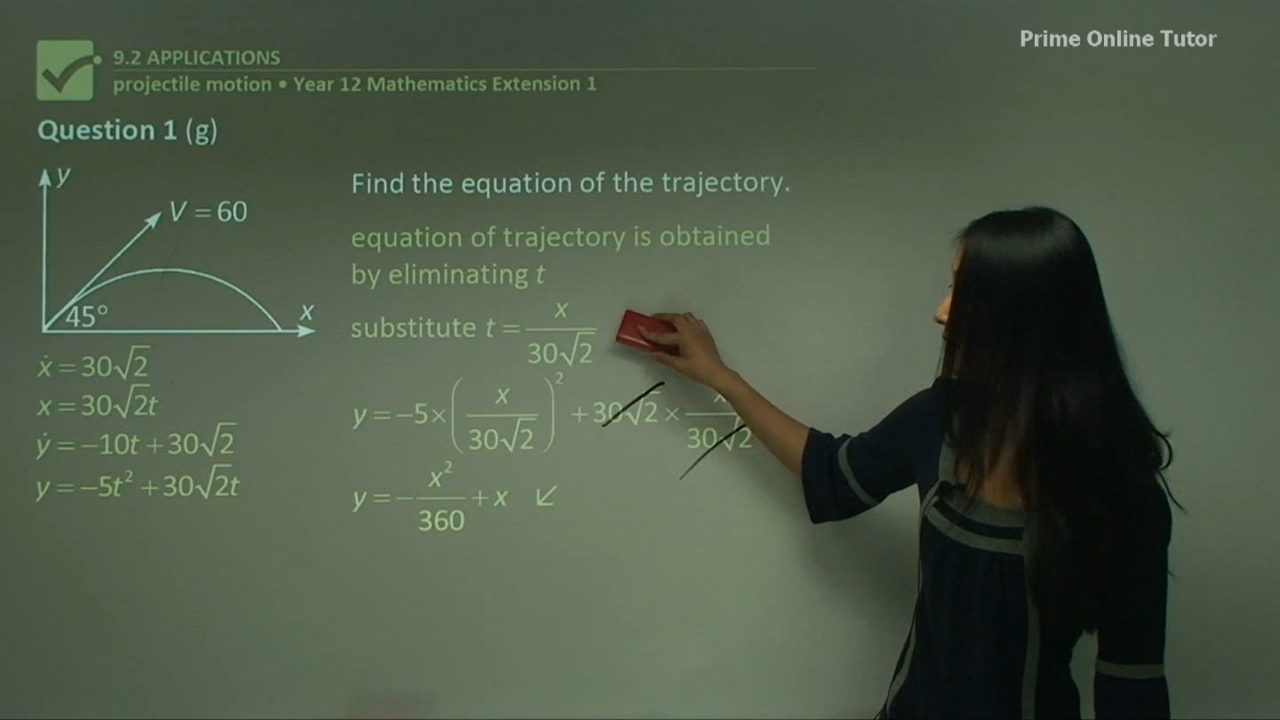 Prime Online Tutor
9.2 APPLICATIONS
projectile motion • Year 12 Mathematics Extension 1
Question 1 (g)
y
V = 60
45°
x
ẋ = 30√2
x = 30√2t
ẏ = −10t + 30√2
y = −5t² + 30√2t
Find the equation of the trajectory.
equation of trajectory is obtained
by eliminating t
substitute t = x/30√2
y = −5 × (x/30√2)² + 30√2 × x/30√2
y = −x²/360 + x ↙